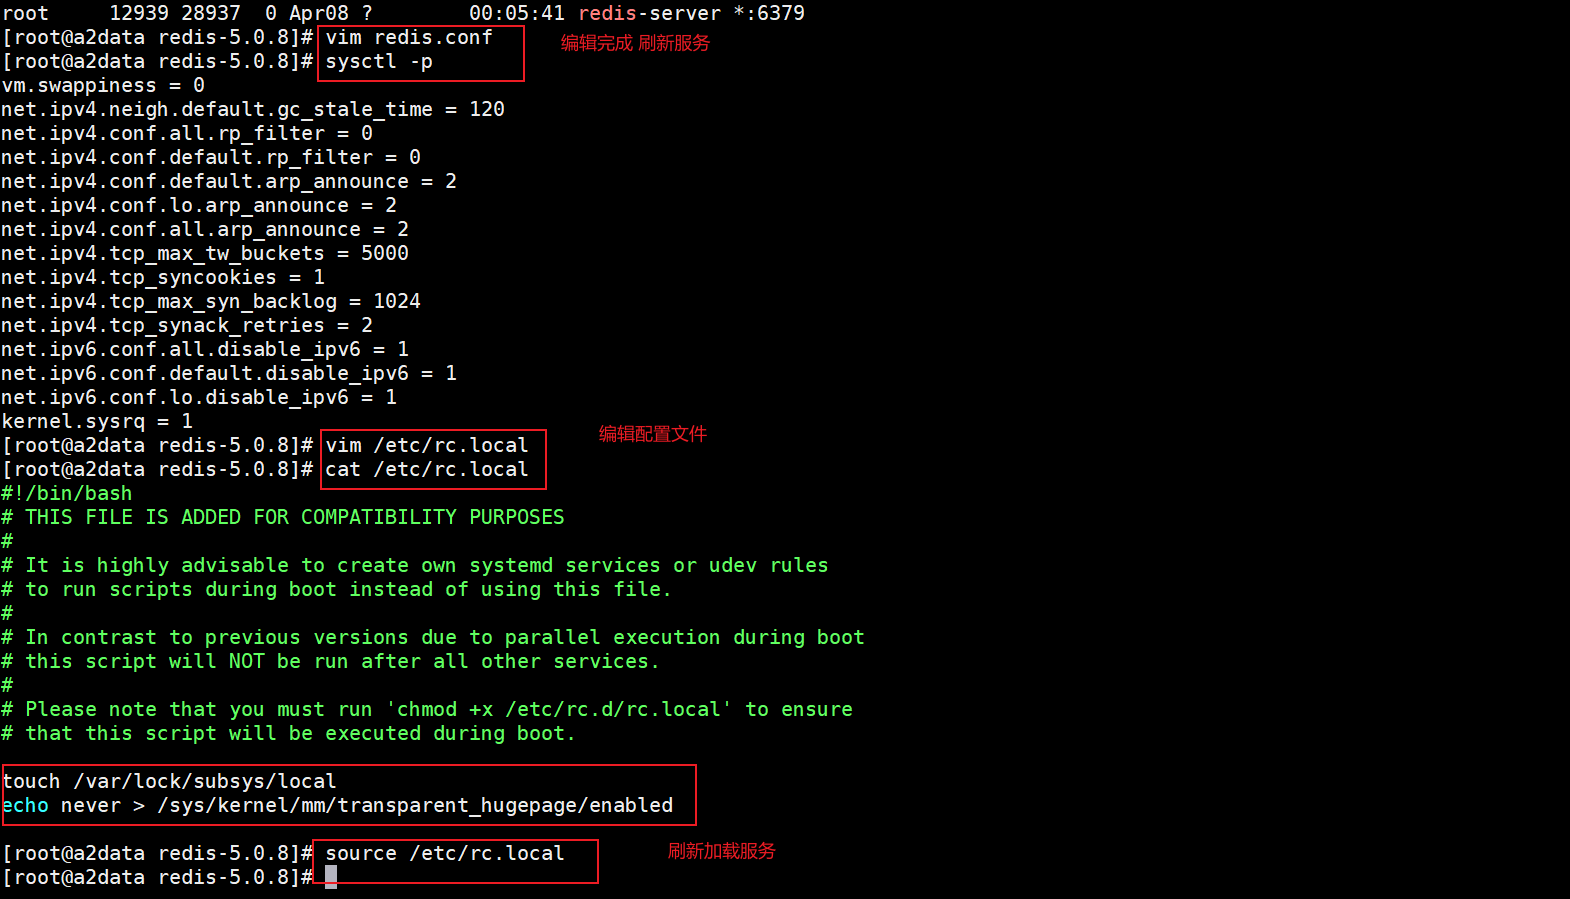 root     12939 28937  0 Apr08 ?        00:05:41 redis-server *:6379
[root@a2data redis-5.0.8]# vim redis.conf 编辑完成 刷新服务
[root@a2data redis-5.0.8]# sysctl -p
vm.swappiness = 0
net.ipv4.neigh.default.gc_stale_time = 120
net.ipv4.conf.all.rp_filter = 0
net.ipv4.conf.default.rp_filter = 0
net.ipv4.conf.default.arp_announce = 2
net.ipv4.conf.lo.arp_announce = 2
net.ipv4.conf.all.arp_announce = 2
net.ipv4.tcp_max_tw_buckets = 5000
net.ipv4.tcp_syncookies = 1
net.ipv4.tcp_max_syn_backlog = 1024
net.ipv4.tcp_synack_retries = 2
net.ipv6.conf.all.disable_ipv6 = 1
net.ipv6.conf.default.disable_ipv6 = 1
net.ipv6.conf.lo.disable_ipv6 = 1
kernel.sysrq = 1
[root@a2data redis-5.0.8]# vim /etc/rc.local 编辑配置文件
[root@a2data redis-5.0.8]# cat /etc/rc.local
#!/bin/bash
# THIS FILE IS ADDED FOR COMPATIBILITY PURPOSES
#
# It is highly advisable to create own systemd services or udev rules
# to run scripts during boot instead of using this file.
#
# In contrast to previous versions due to parallel execution during boot
# this script will NOT be run after all other services.
#
# Please note that you must run 'chmod +x /etc/rc.d/rc.local' to ensure
# that this script will be executed during boot.
touch /var/lock/subsys/local
echo never > /sys/kernel/mm/transparent_hugepage/enabled
[root@a2data redis-5.0.8]# source /etc/rc.local 刷新加载服务
[root@a2data redis-5.0.8]#